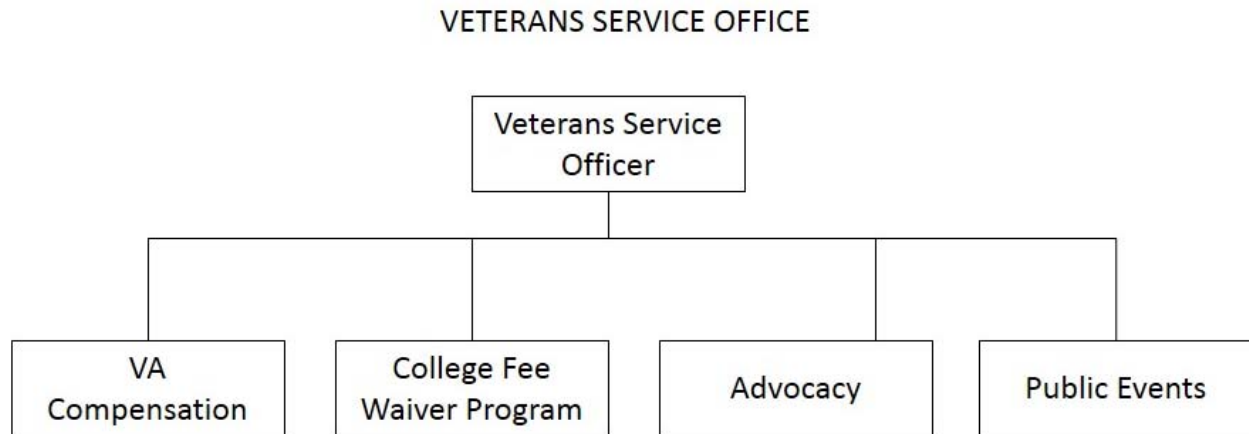 VETERANS SERVICE OFFICE
Veterans Service
Officer
VA
Compensation
College Fee
Waiver Program
Advocacy
Public Events